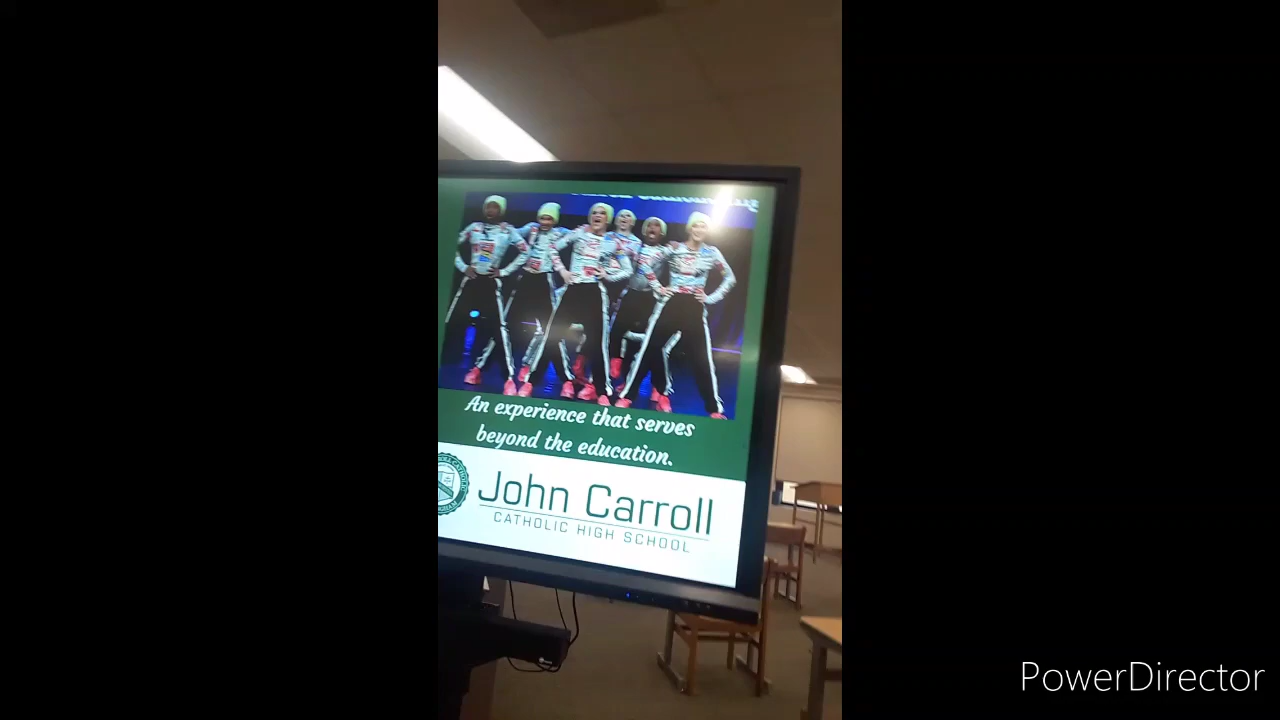 An experience that serves
beyond the education.
John Carroll
CATHOLIC HIGH SCHOOL
PowerDirector